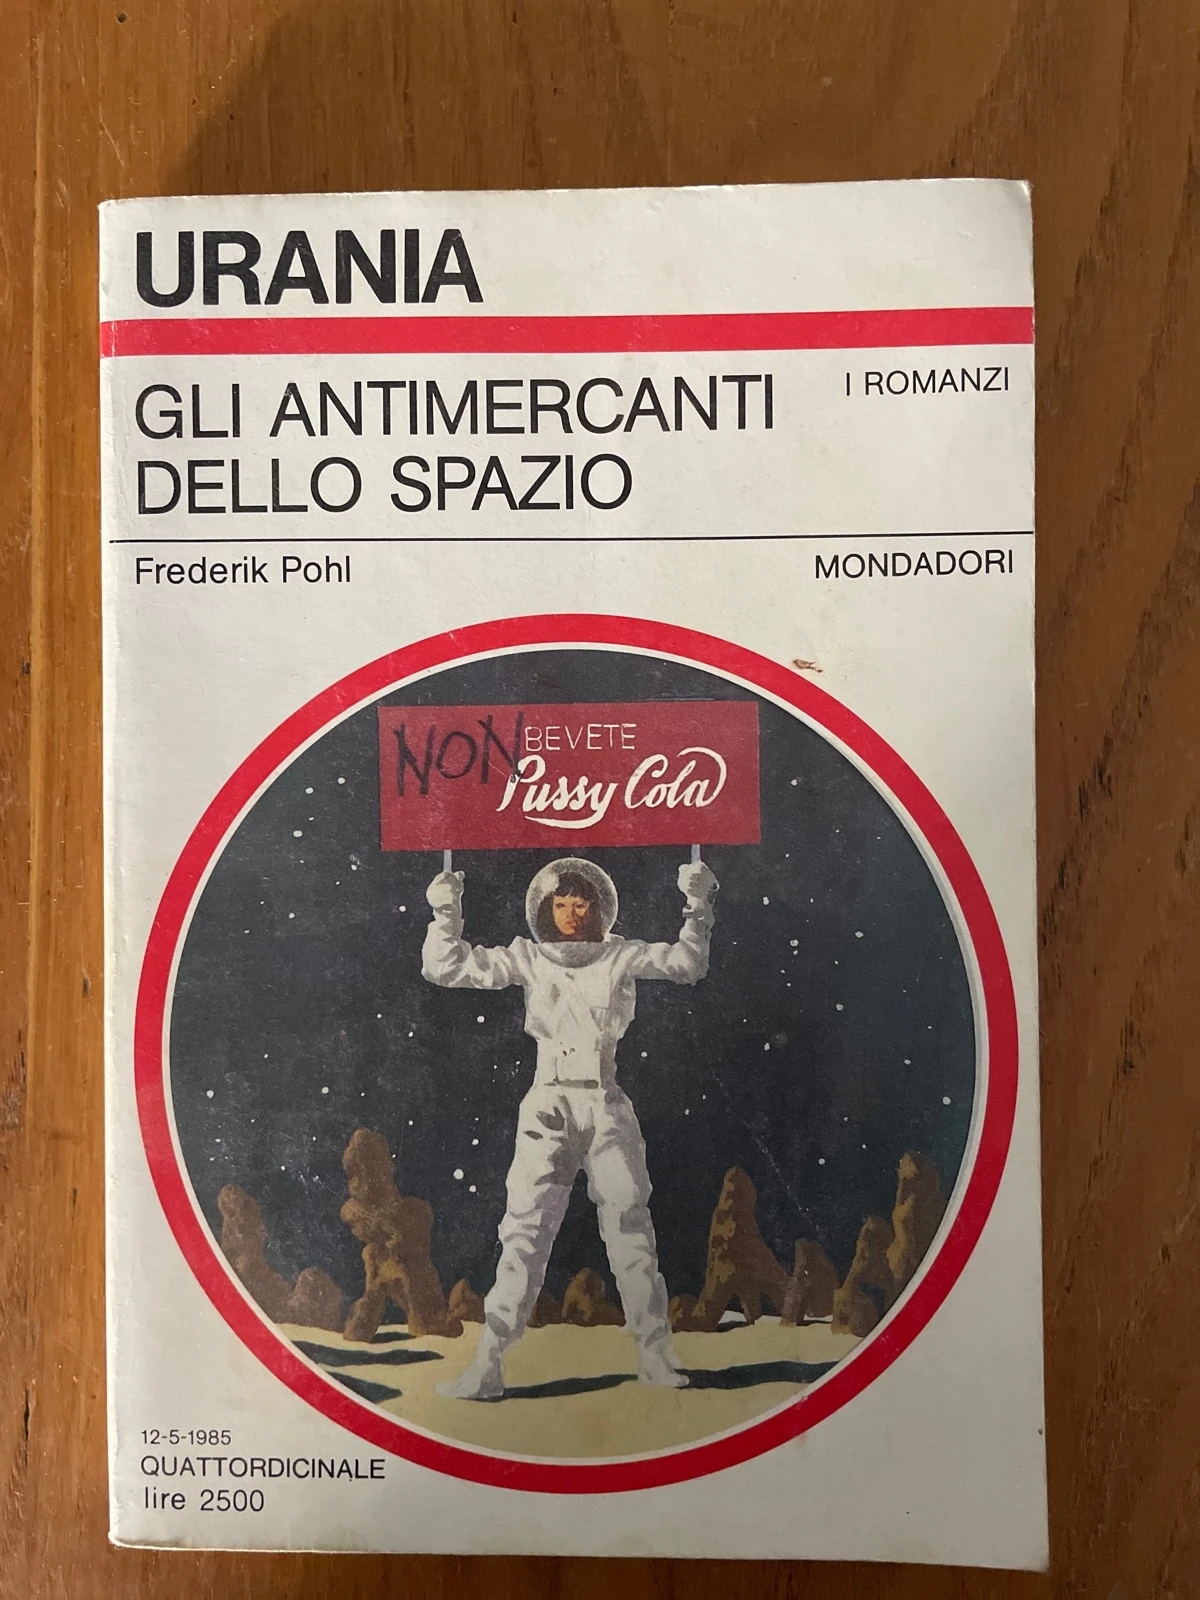 URANIA
GLI ANTIMERCANTI
DELLO SPAZIO
I ROMANZI
Frederik Pohl
MONDADORI
NON BEVETE
Pussy Cola
12-5-1985
QUATTORDICINALE
lire 2500